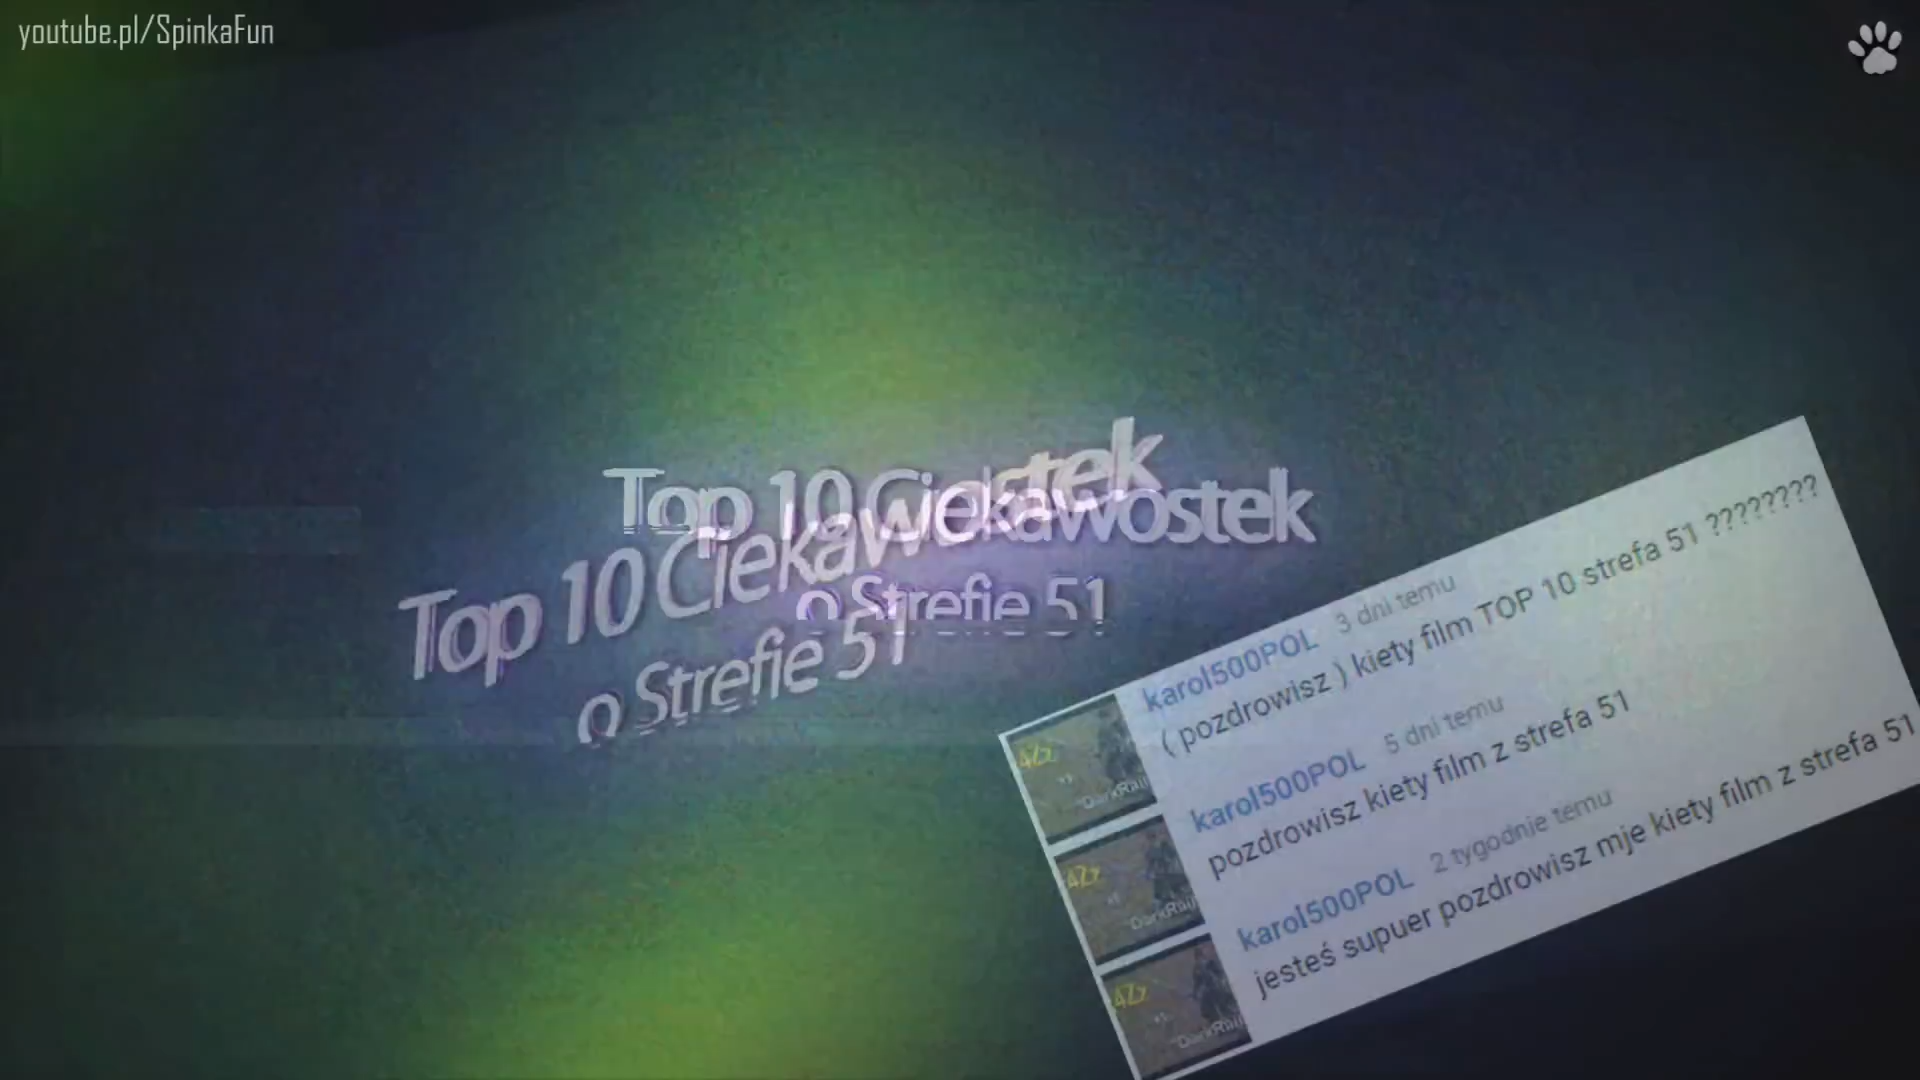 youtube.pl/SpinkaFun
Top 10 Ciekawostek
o Strefie 51
Top 10 Ciekawostek
o Strefie 51
karol500POL 3 dni temu
( pozdrowisz ) kiety film TOP 10 strefa 51 ????????
karol500POL 5 dni temu
pozdrowisz kiety film z strefa 51
karol500POL 2 tygodnie temu
jesteś supuer pozdrowisz mje kiety film z strefa 51